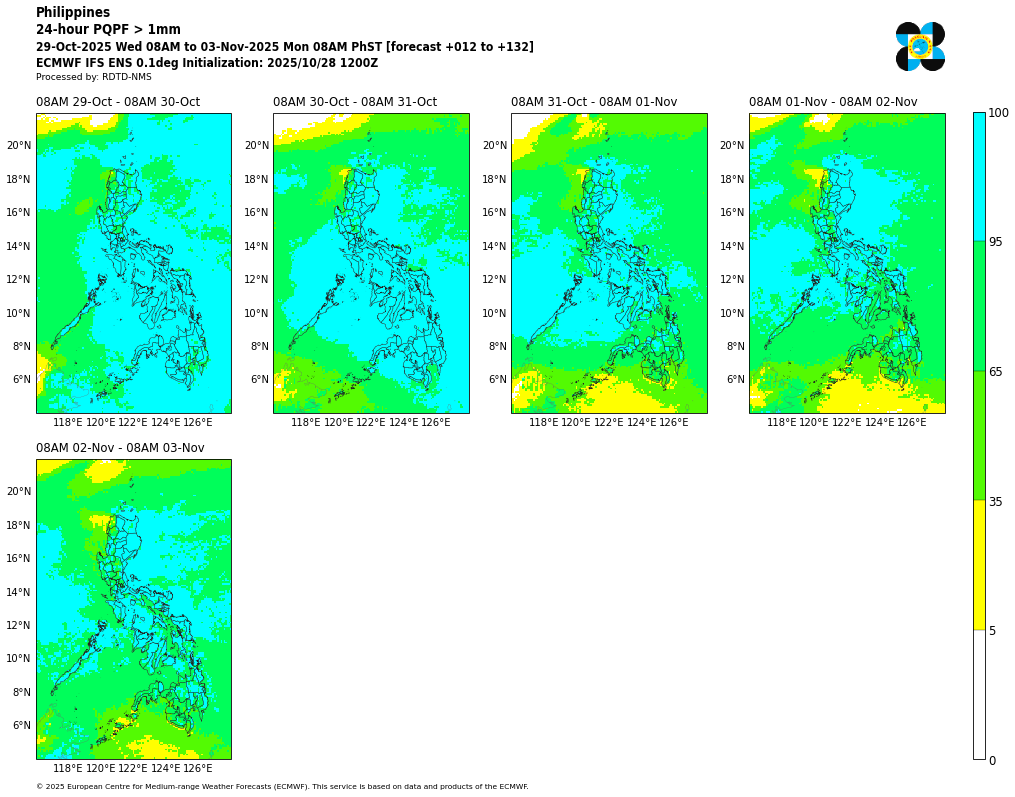 Philippines
24-hour PQPF > 1mm
29-Oct-2025 Wed 08AM to 03-Nov-2025 Mon 08AM PhST [forecast +012 to +132]
ECMWF IFS ENS 0.1deg Initialization: 2025/10/28 1200Z
Processed by: RDTD-NMS
08AM 29-Oct - 08AM 30-Oct
20°N
18°N
16°N
14°N
12°N
10°N
8°N
6°N
118°E 120°E 122°E 124°E 126°E
08AM 30-Oct - 08AM 31-Oct
20°N
18°N
16°N
14°N
12°N
10°N
8°N
6°N
118°E 120°E 122°E 124°E 126°E
08AM 31-Oct - 08AM 01-Nov
20°N
18°N
16°N
14°N
12°N
10°N
8°N
6°N
118°E 120°E 122°E 124°E 126°E
08AM 01-Nov - 08AM 02-Nov
20°N
18°N
16°N
14°N
12°N
10°N
8°N
6°N
118°E 120°E 122°E 124°E 126°E
100
95
65
35
5
0
08AM 02-Nov - 08AM 03-Nov
20°N
18°N
16°N
14°N
12°N
10°N
8°N
6°N
118°E 120°E 122°E 124°E 126°E
© 2025 European Centre for Medium-range Weather Forecasts (ECMWF). This service is based on data and products of the ECMWF.